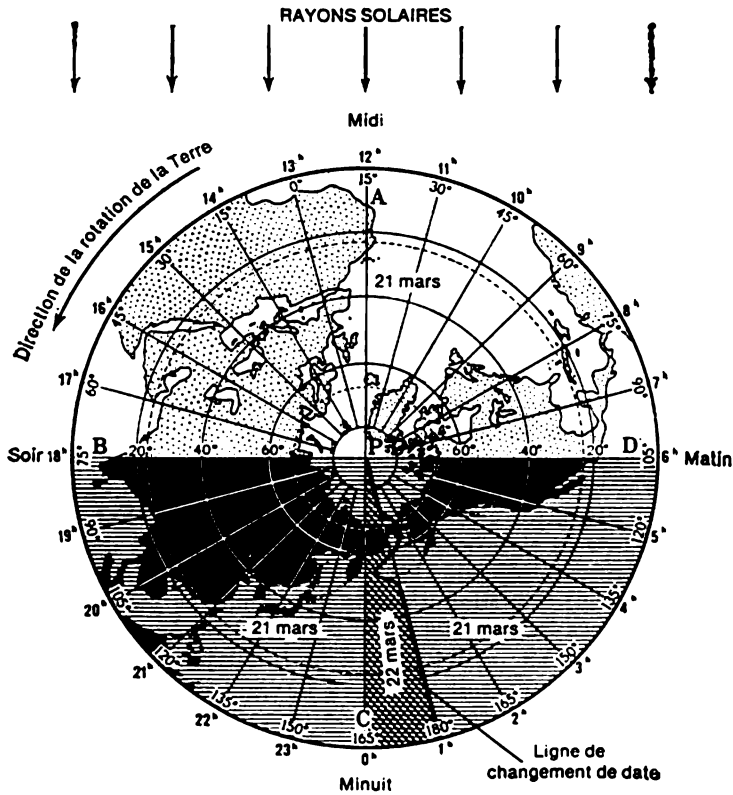 RAYONS SOLAIRES
Midi
Direction de la rotation de la Terre
12ʰ
11ʰ
10ʰ
9ʰ
8ʰ
7ʰ
6ʰ Matin
5ʰ
4ʰ
3ʰ
2ʰ
1ʰ
0ʰ
Minuit
23ʰ
22ʰ
21ʰ
20ʰ
19ʰ
Soir 18ʰ
17ʰ
16ʰ
15ʰ
14ʰ
13ʰ
15°
30°
45°
60°
75°
90°
105°
120°
135°
150°
165°
180°
165°
150°
135°
120°
105°
90°
75°
60°
45°
30°
15°
0°
A
21 mars
B
20°
40°
60°
P
60°
40°
20°
D
21 mars
22 mars
21 mars
C
Ligne de
changement de date